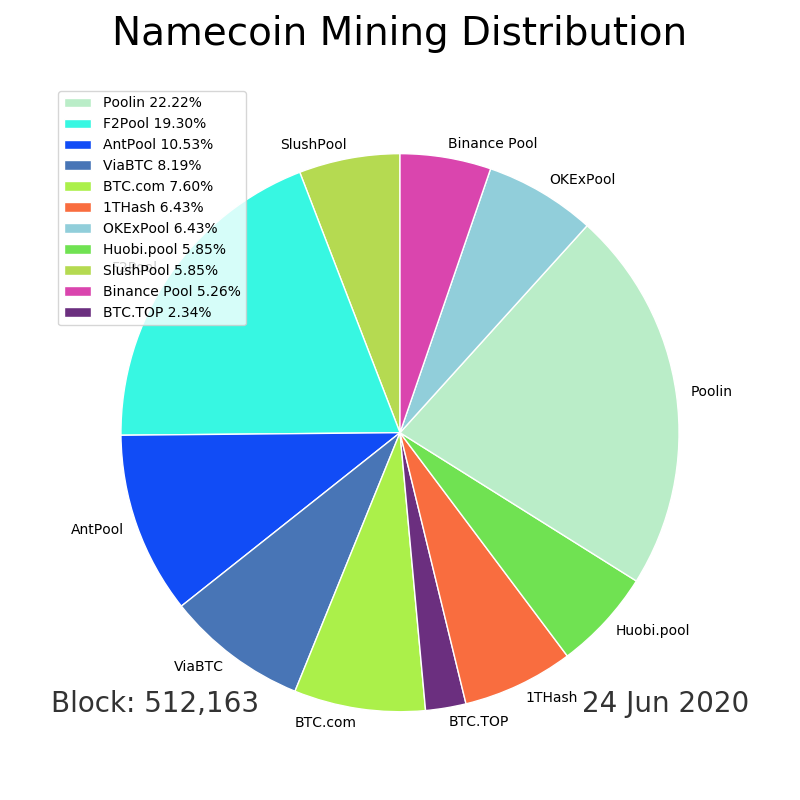 Namecoin Mining Distribution
Poolin 22.22%
F2Pool 19.30%
AntPool 10.53%
ViaBTC 8.19%
BTC.com 7.60%
1THash 6.43%
OKExPool 6.43%
Huobi.pool 5.85%
SlushPool 5.85%
Binance Pool 5.26%
BTC.TOP 2.34%
SlushPool
Binance Pool
OKExPool
F2Pool
Poolin
AntPool
Huobi.pool
ViaBTC
1THash
BTC.com
BTC.TOP
Block: 512,163
24 Jun 2020